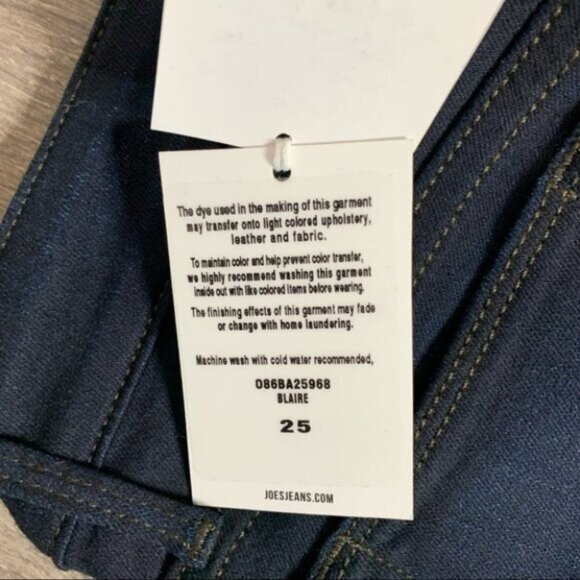 The dye used in the making of this garment
may transfer onto light colored upholstery,
leather and fabric.
To maintain color and help prevent color transfer,
we highly recommend washing this garment
inside out with like colored items before wearing.
The finishing effects of this garment may fade
or change with home laundering.
Machine wash with cold water recommended,
086BA25968
BLAIRE
25
JOESJEANS.COM